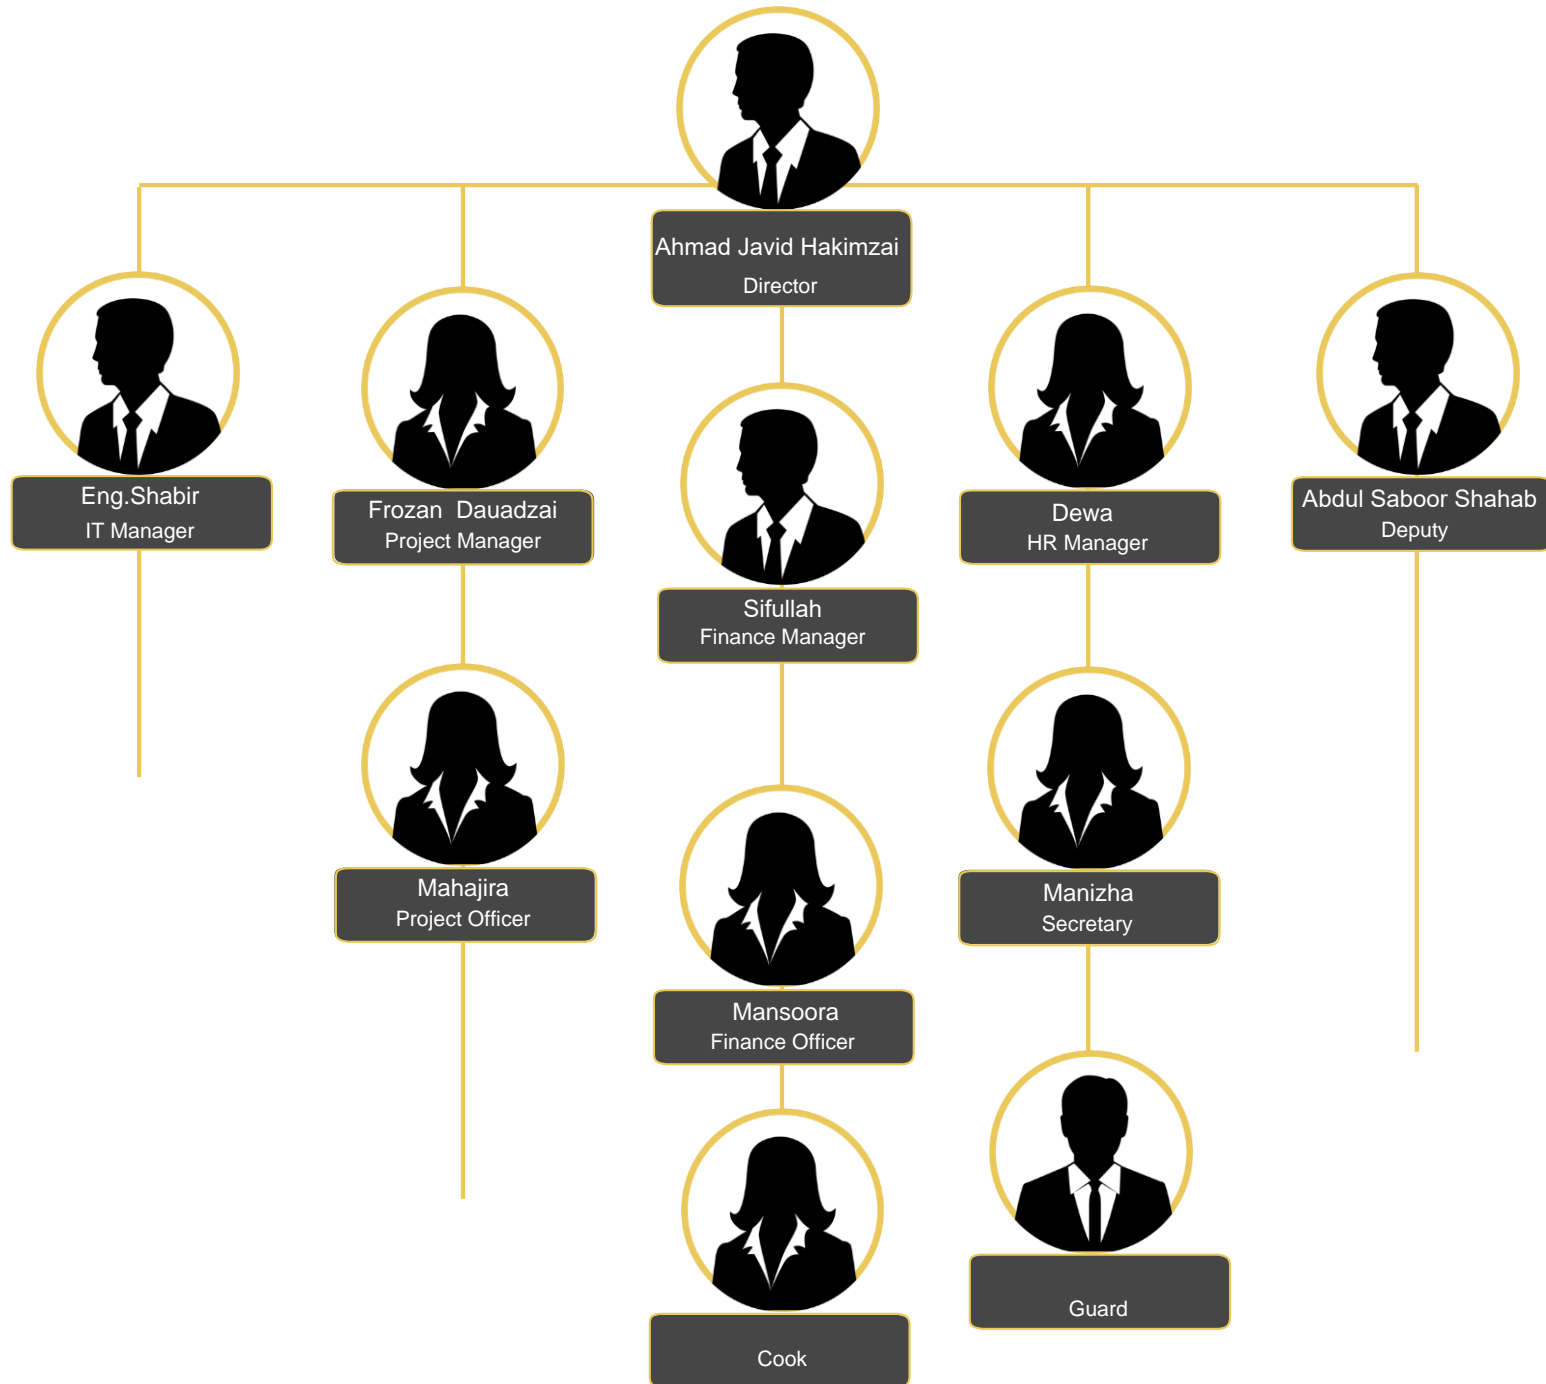 Ahmad Javid Hakimzai
Director
Eng.Shabir
IT Manager
Frozan  Dauadzai
Project Manager
Sifullah
Finance Manager
Dewa
HR Manager
Abdul Saboor Shahab
Deputy
Mahajira
Project Officer
Mansoora
Finance Officer
Manizha
Secretary
Cook
Guard